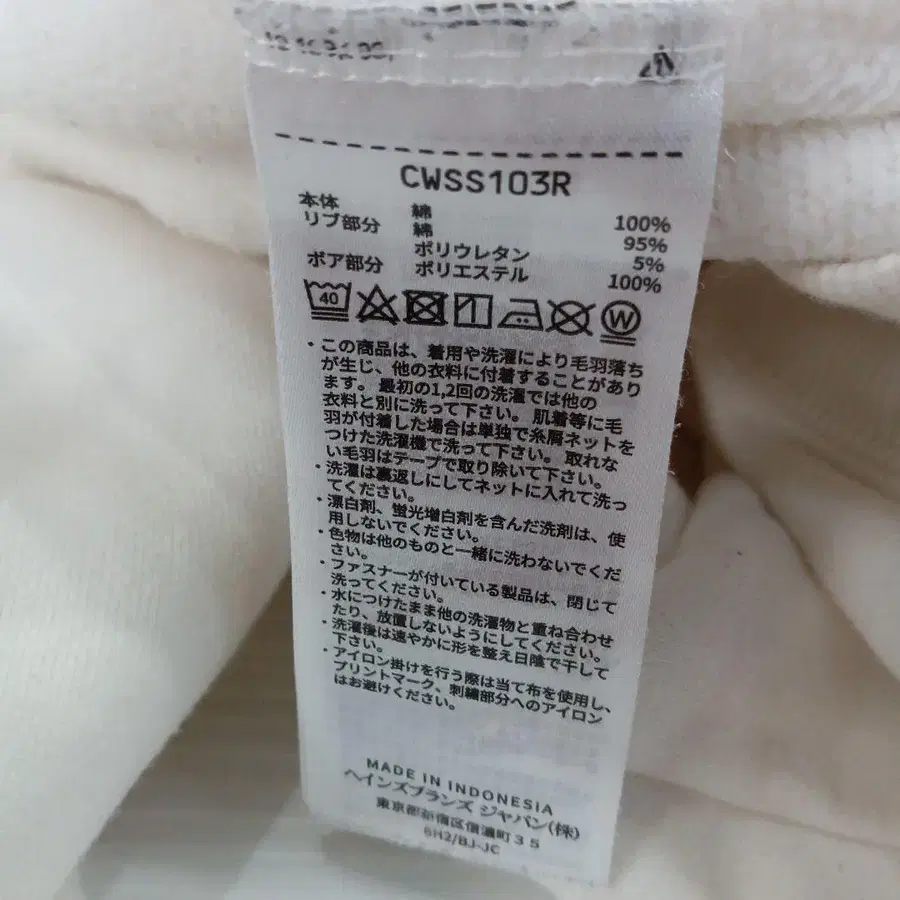 CWSS103R
本体 綿 100%
リブ部分 綿 95%
ポリウレタン 5%
ボア部分 ポリエステル 100%
40 W
・この商品は、着用や洗濯により毛羽落ち
が生じ、他の衣料に付着することがあり
ます。最初の1,2回の洗濯では他の
衣料と別に洗って下さい。肌着等に毛
羽が付着した場合は単独で糸屑ネットを
つけた洗濯機で洗って下さい。取れな
い毛羽はテープで取り除いて下さい。
・洗濯は裏返しにしてネットに入れて洗っ
てください。
・漂白剤、蛍光増白剤を含んだ洗剤は、使
用しないでください。
・色物は他のものと一緒に洗わないでくだ
さい。
・ファスナーが付いている製品は、閉じて
洗ってください。
・水につけたまま他の洗濯物と重ね合わせ
たり、放置しないようにしてください。
・洗濯後は速やかに形を整え日陰で干して
下さい。
・アイロン掛けを行う際は当て布を使用し、
プリントマーク、刺繍部分へのアイロン
はお避けください。
MADE IN INDONESIA
ヘインズブランズ ジャパン(株)
東京都新宿区信濃町35
6H2/BJ-JC